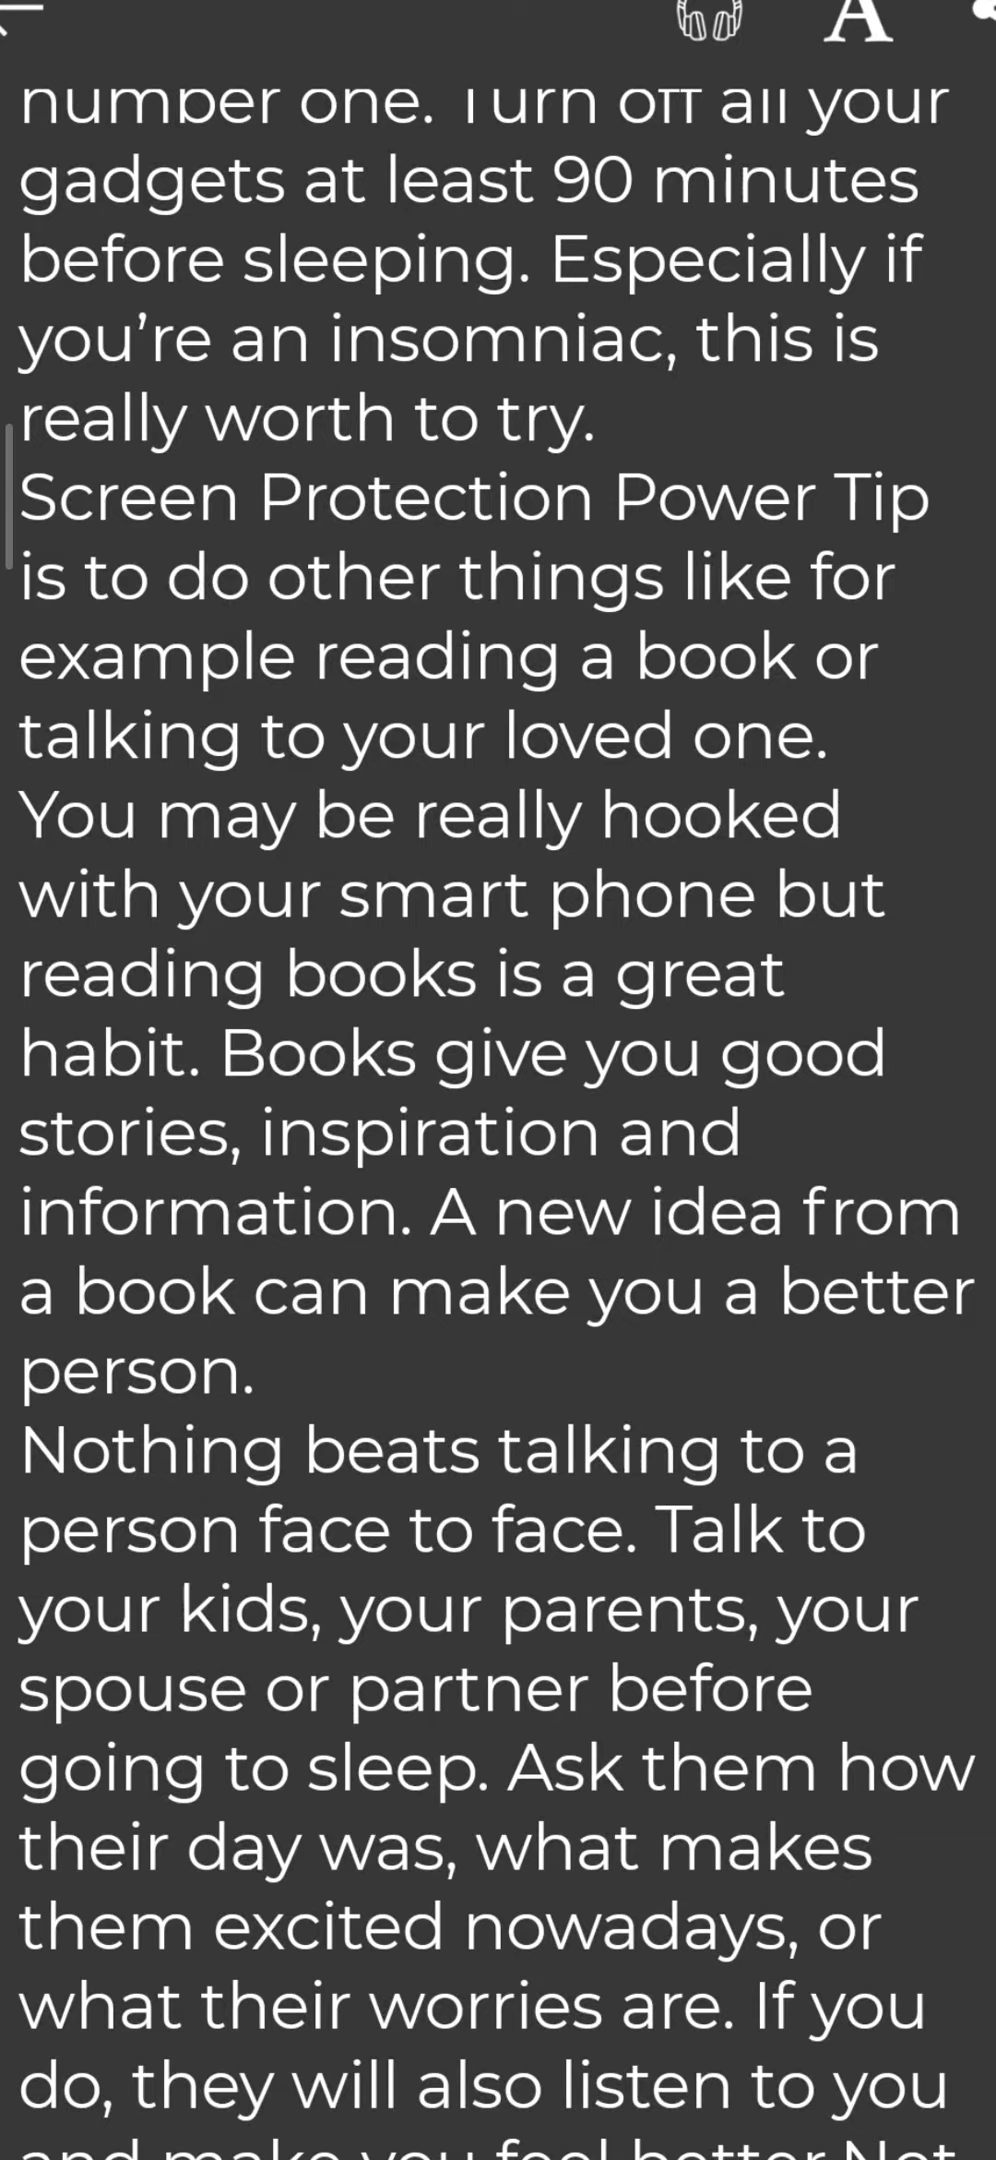 A
number one. Turn off all your
gadgets at least 90 minutes
before sleeping. Especially if
you’re an insomniac, this is
really worth to try.
Screen Protection Power Tip
is to do other things like for
example reading a book or
talking to your loved one.
You may be really hooked
with your smart phone but
reading books is a great
habit. Books give you good
stories, inspiration and
information. A new idea from
a book can make you a better
person.
Nothing beats talking to a
person face to face. Talk to
your kids, your parents, your
spouse or partner before
going to sleep. Ask them how
their day was, what makes
them excited nowadays, or
what their worries are. If you
do, they will also listen to you
and make you feel better Not